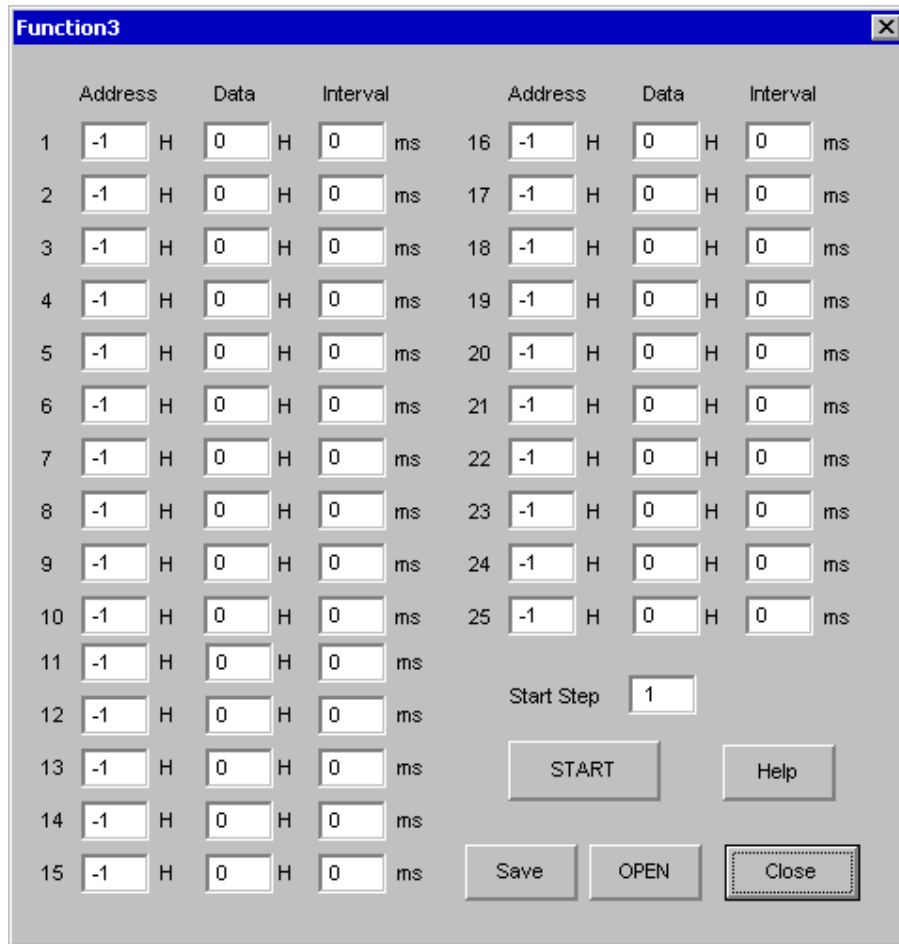 Function3
Address Data Interval Address Data Interval
1 -1 H 0 H 0 ms 16 -1 H 0 H 0 ms
2 -1 H 0 H 0 ms 17 -1 H 0 H 0 ms
3 -1 H 0 H 0 ms 18 -1 H 0 H 0 ms
4 -1 H 0 H 0 ms 19 -1 H 0 H 0 ms
5 -1 H 0 H 0 ms 20 -1 H 0 H 0 ms
6 -1 H 0 H 0 ms 21 -1 H 0 H 0 ms
7 -1 H 0 H 0 ms 22 -1 H 0 H 0 ms
8 -1 H 0 H 0 ms 23 -1 H 0 H 0 ms
9 -1 H 0 H 0 ms 24 -1 H 0 H 0 ms
10 -1 H 0 H 0 ms 25 -1 H 0 H 0 ms
11 -1 H 0 H 0 ms
12 -1 H 0 H 0 ms Start Step 1
13 -1 H 0 H 0 ms START Help
14 -1 H 0 H 0 ms
15 -1 H 0 H 0 ms Save OPEN Close